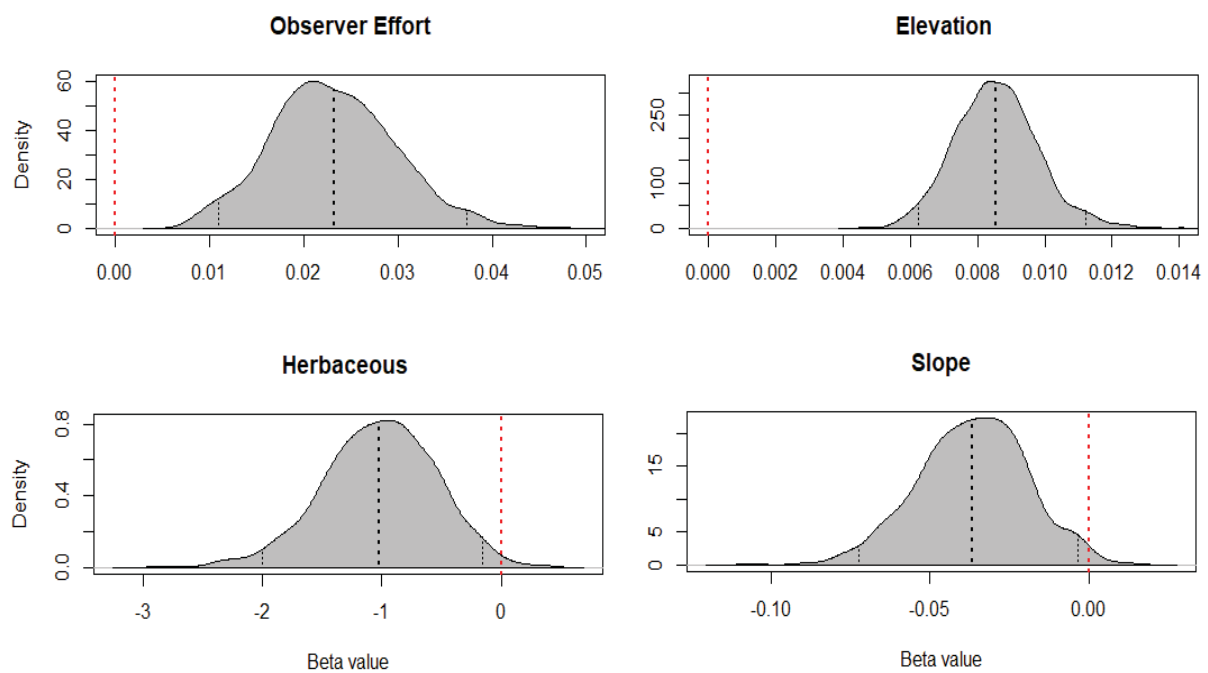 Observer Effort
Elevation
Density
60
40
20
0
0.00 0.01 0.02 0.03 0.04 0.05
250
100
0
0.000 0.002 0.004 0.006 0.008 0.010 0.012 0.014
Herbaceous
Slope
Density
0.8
0.4
0.0
-3 -2 -1 0
Beta value
15
5
0
-0.10 -0.05 0.00
Beta value